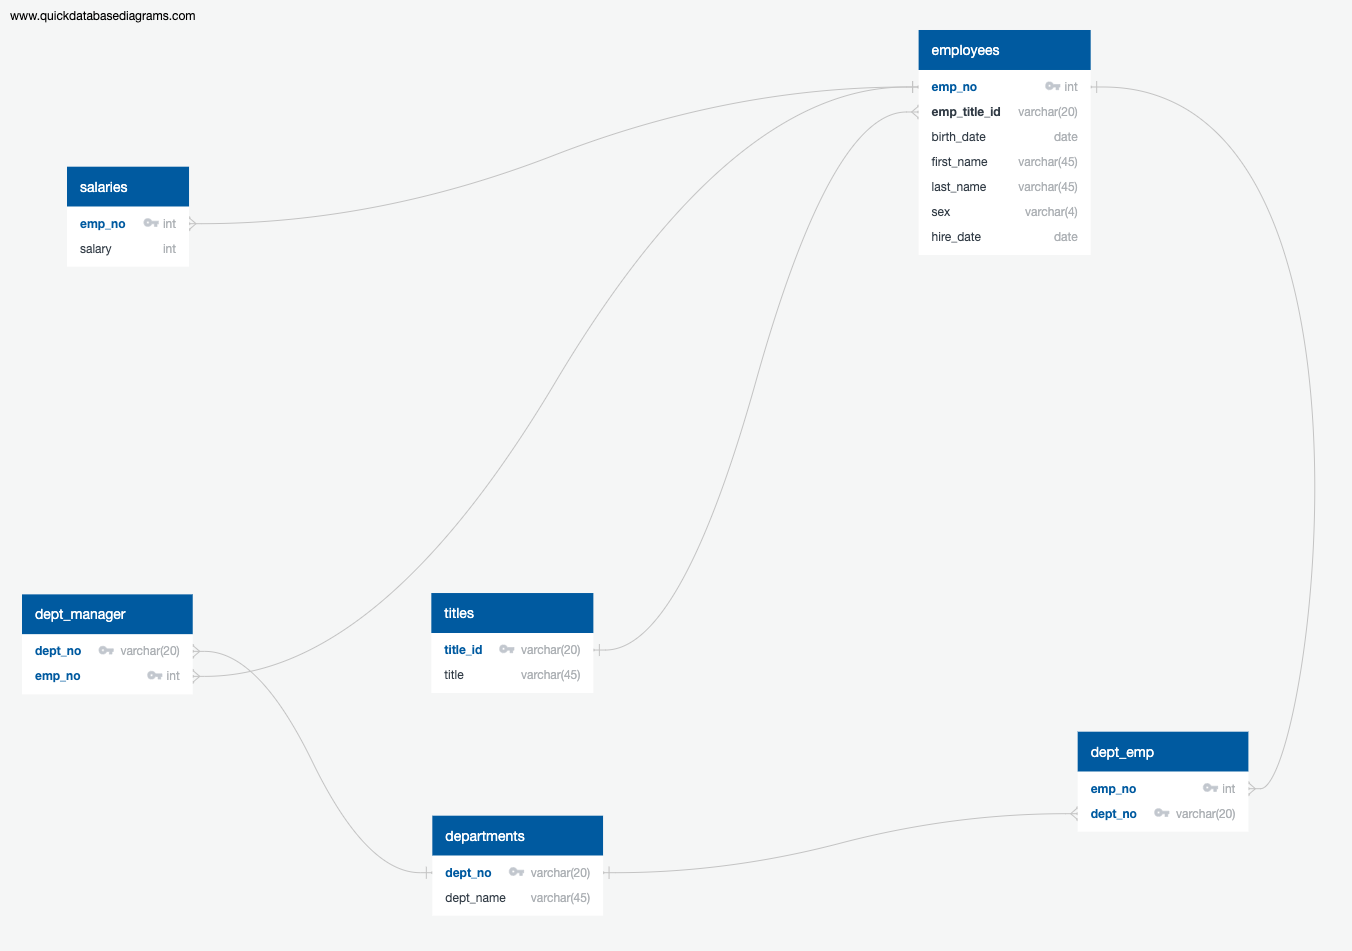 www.quickdatabasediagrams.com
employees
emp_no int
emp_title_id varchar(20)
birth_date date
first_name varchar(45)
last_name varchar(45)
sex varchar(4)
hire_date date
salaries
emp_no int
salary int
dept_manager
dept_no varchar(20)
emp_no int
titles
title_id varchar(20)
title varchar(45)
dept_emp
emp_no int
dept_no varchar(20)
departments
dept_no varchar(20)
dept_name varchar(45)